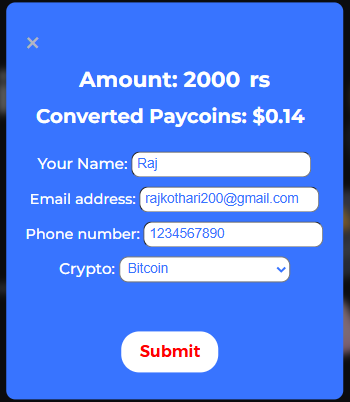 ×
Amount: 2000 rs
Converted Paycoins: $0.14
Your Name: Raj
Email address: rajkothari200@gmail.com
Phone number: 1234567890
Crypto: Bitcoin
Submit